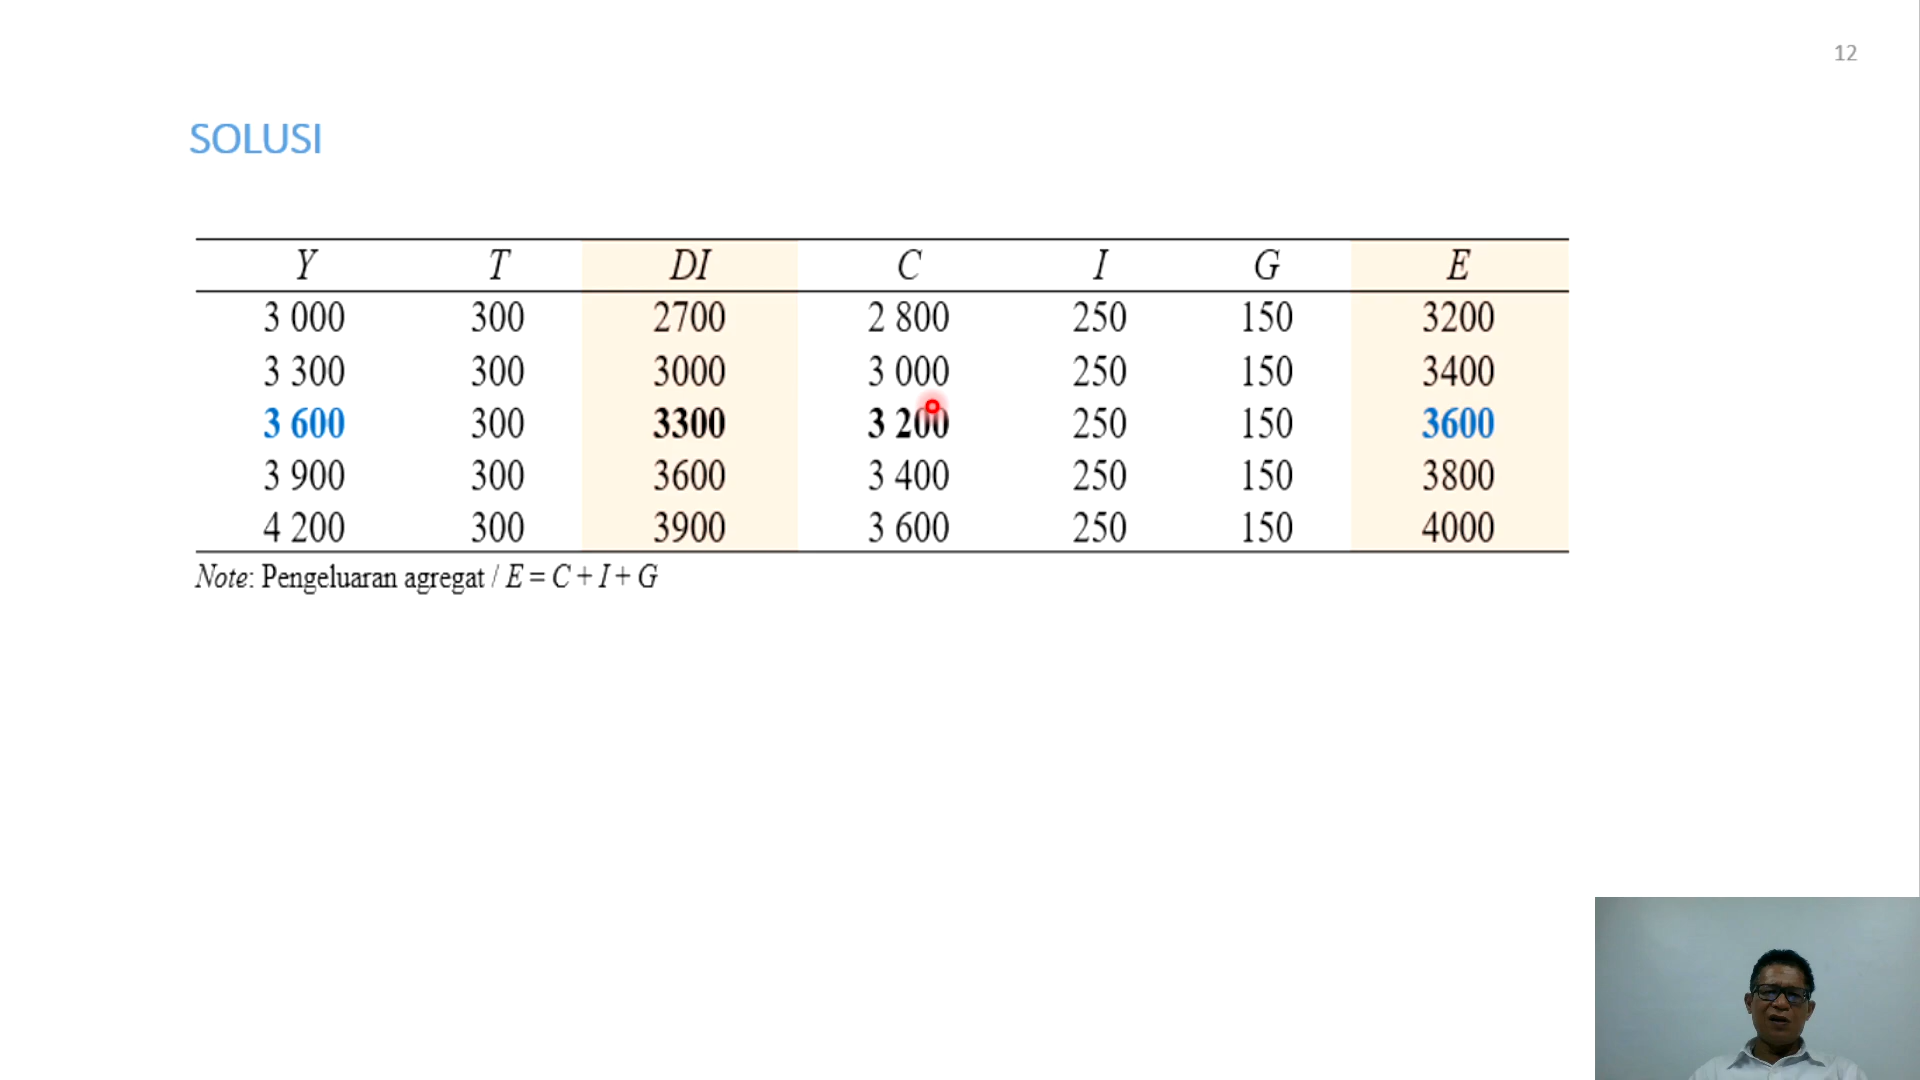 12
SOLUSI
Y T DI C I G E
3 000 300 2700 2 800 250 150 3200
3 300 300 3000 3 000 250 150 3400
3 600 300 3300 3 200 250 150 3600
3 900 300 3600 3 400 250 150 3800
4 200 300 3900 3 600 250 150 4000
Note: Pengeluaran agregat / E = C + I + G